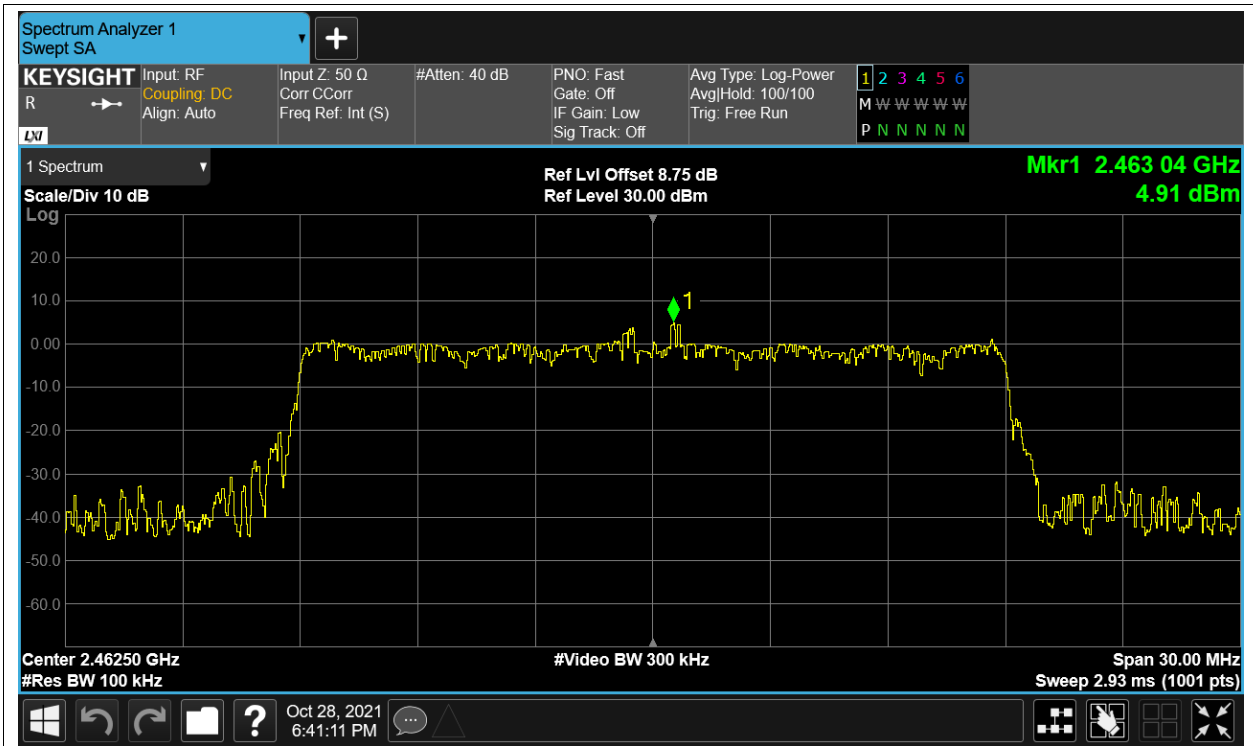 Spectrum Analyzer 1
Swept SA
KEYSIGHT
R
LXI
Input: RF
Coupling: DC
Align: Auto
Input Z: 50 Ω
Corr CCorr
Freq Ref: Int (S)
#Atten: 40 dB
PNO: Fast
Gate: Off
IF Gain: Low
Sig Track: Off
Avg Type: Log-Power
Avg|Hold: 100/100
Trig: Free Run
1 2 3 4 5 6
M W W W W W
P N N N N N
1 Spectrum
Scale/Div 10 dB
Log
Ref Lvl Offset 8.75 dB
Ref Level 30.00 dBm
Mkr1 2.463 04 GHz
4.91 dBm
20.0
10.0
1
0.00
-10.0
-20.0
-30.0
-40.0
-50.0
-60.0
Center 2.46250 GHz
#Video BW 300 kHz
Span 30.00 MHz
#Res BW 100 kHz
Sweep 2.93 ms (1001 pts)
?
Oct 28, 2021
6:41:11 PM